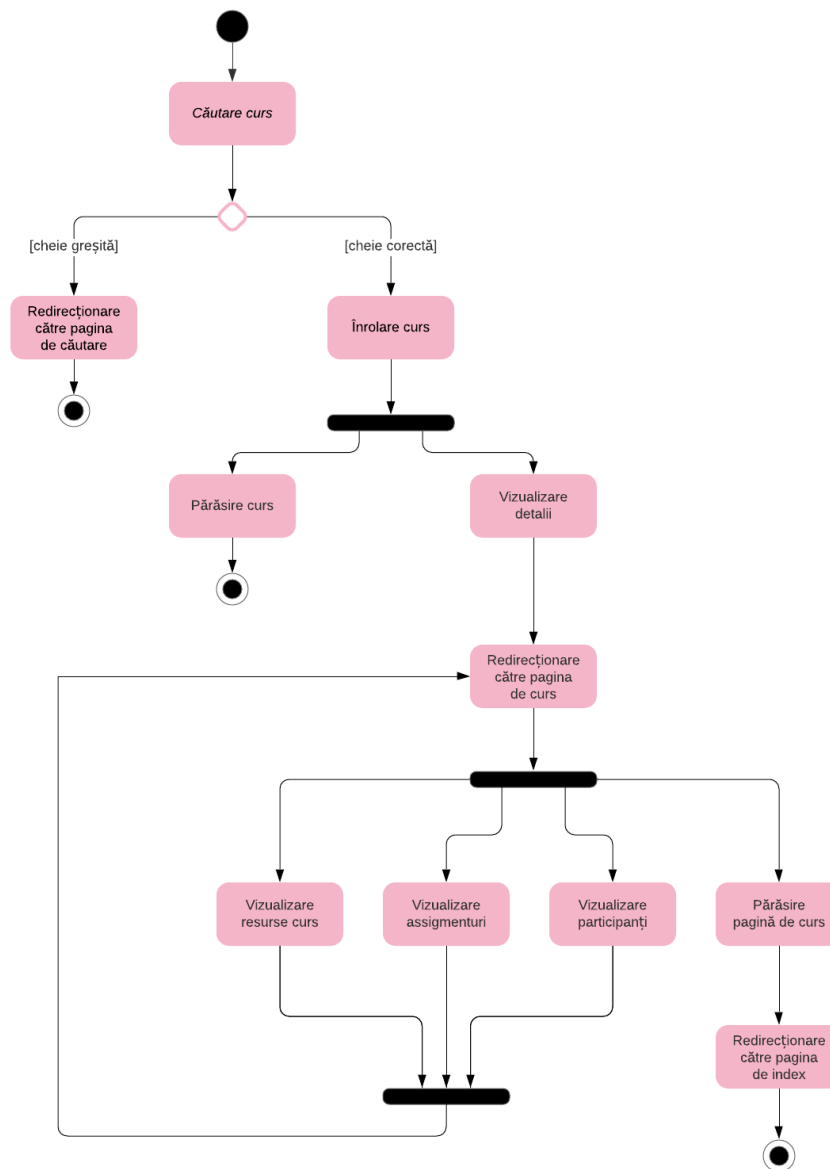 Căutare curs
[cheie greșită]
[cheie corectă]
Redirecționare
către pagina
de căutare
Înrolare curs
Părăsire curs
Vizualizare
detalii
Redirecționare
către pagina
de curs
Vizualizare
resurse curs
Vizualizare
assigmenturi
Vizualizare
participanți
Părăsire
pagină de curs
Redirecționare
către pagina
de index